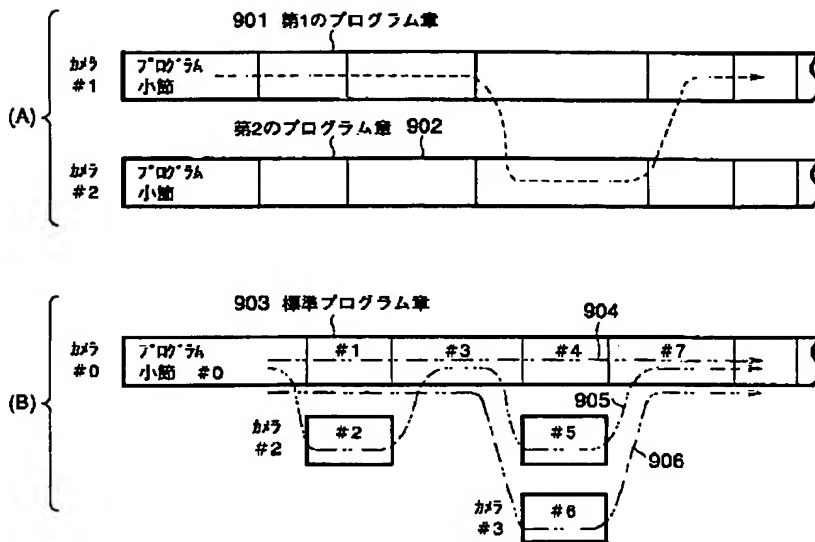 901 第1のプログラム章
カメラ
#1
プログラム
小節
(A)
第2のプログラム章 902
カメラ
#2
プログラム
小節
903 標準プログラム章
904
カメラ
#0
プログラム
小節 #0
#1
#3
#4
#7
(B)
905
カメラ
#2
#2
#5
906
カメラ
#3
#6